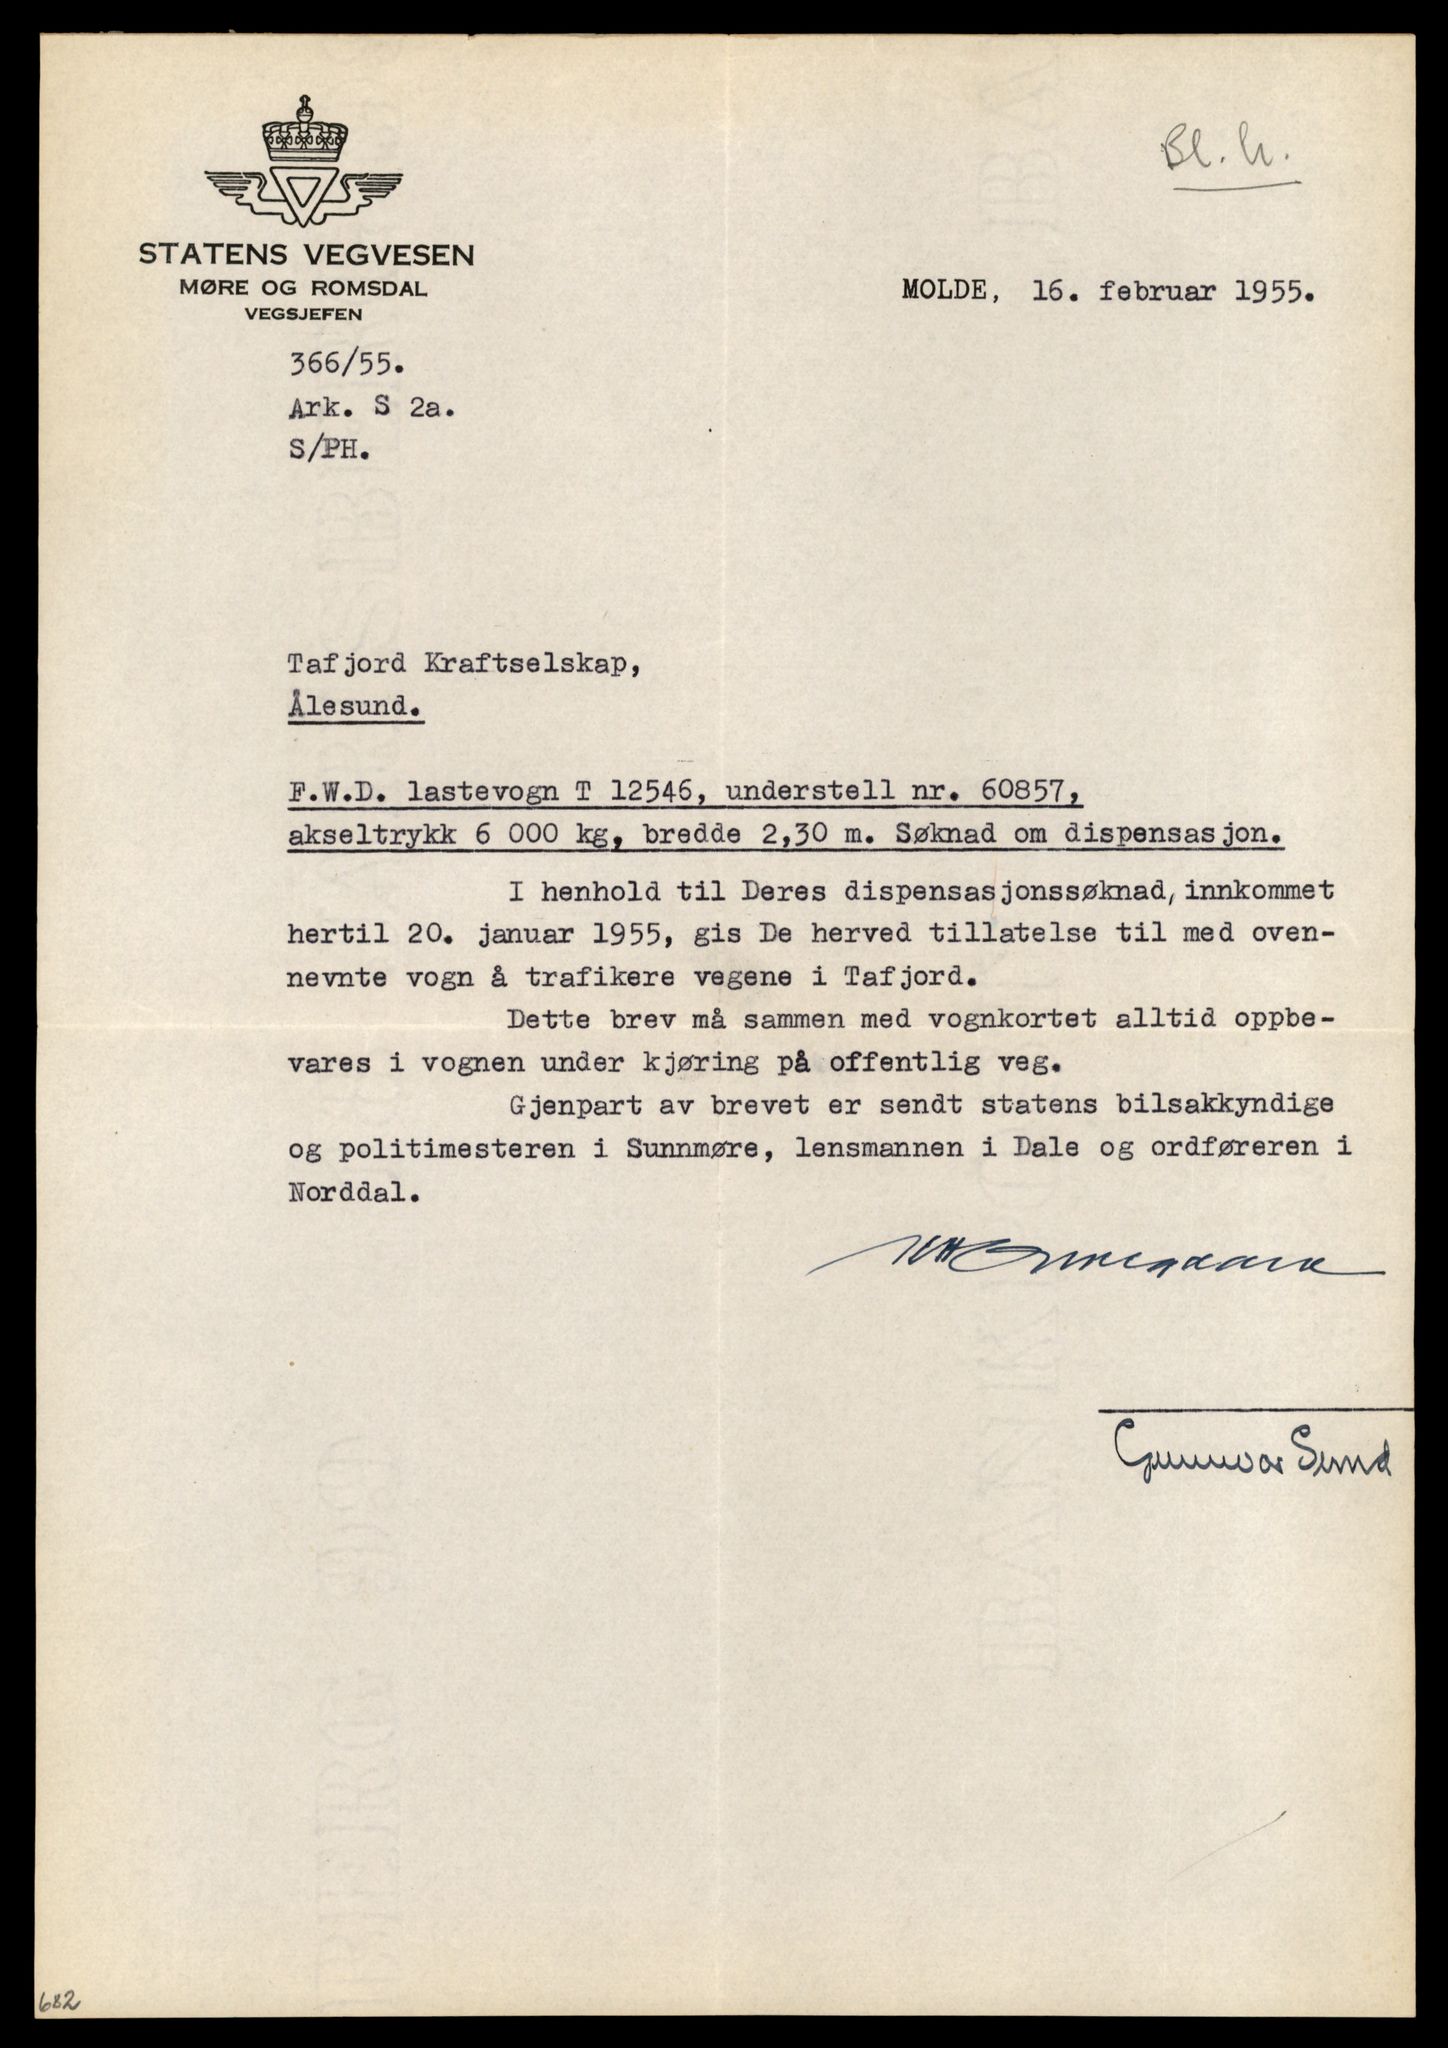 Bl. h.
STATENS VEGVESEN
MØRE OG ROMSDAL
VEGSJEFEN
MOLDE, 16. februar 1955.
366/55.
Ark. S 2a.
S/PH.
Tafjord Kraftselskap,
Ålesund.
F.W.D. lastevogn T 12546, understell nr. 60857,
akseltrykk 6 000 kg, bredde 2,30 m. Søknad om dispensasjon.
I henhold til Deres dispensasjonssøknad, innkommet
hertil 20. januar 1955, gis De herved tillatelse til med oven-
nevnte vogn å trafikere vegene i Tafjord.
Dette brev må sammen med vognkortet alltid oppbe-
vares i vognen under kjøring på offentlig veg.
Gjenpart av brevet er sendt statens bilsakkyndige
og politimesteren i Sunnmøre, lensmannen i Dale og ordføreren i
Norddal.
Gunnvor Sund
682